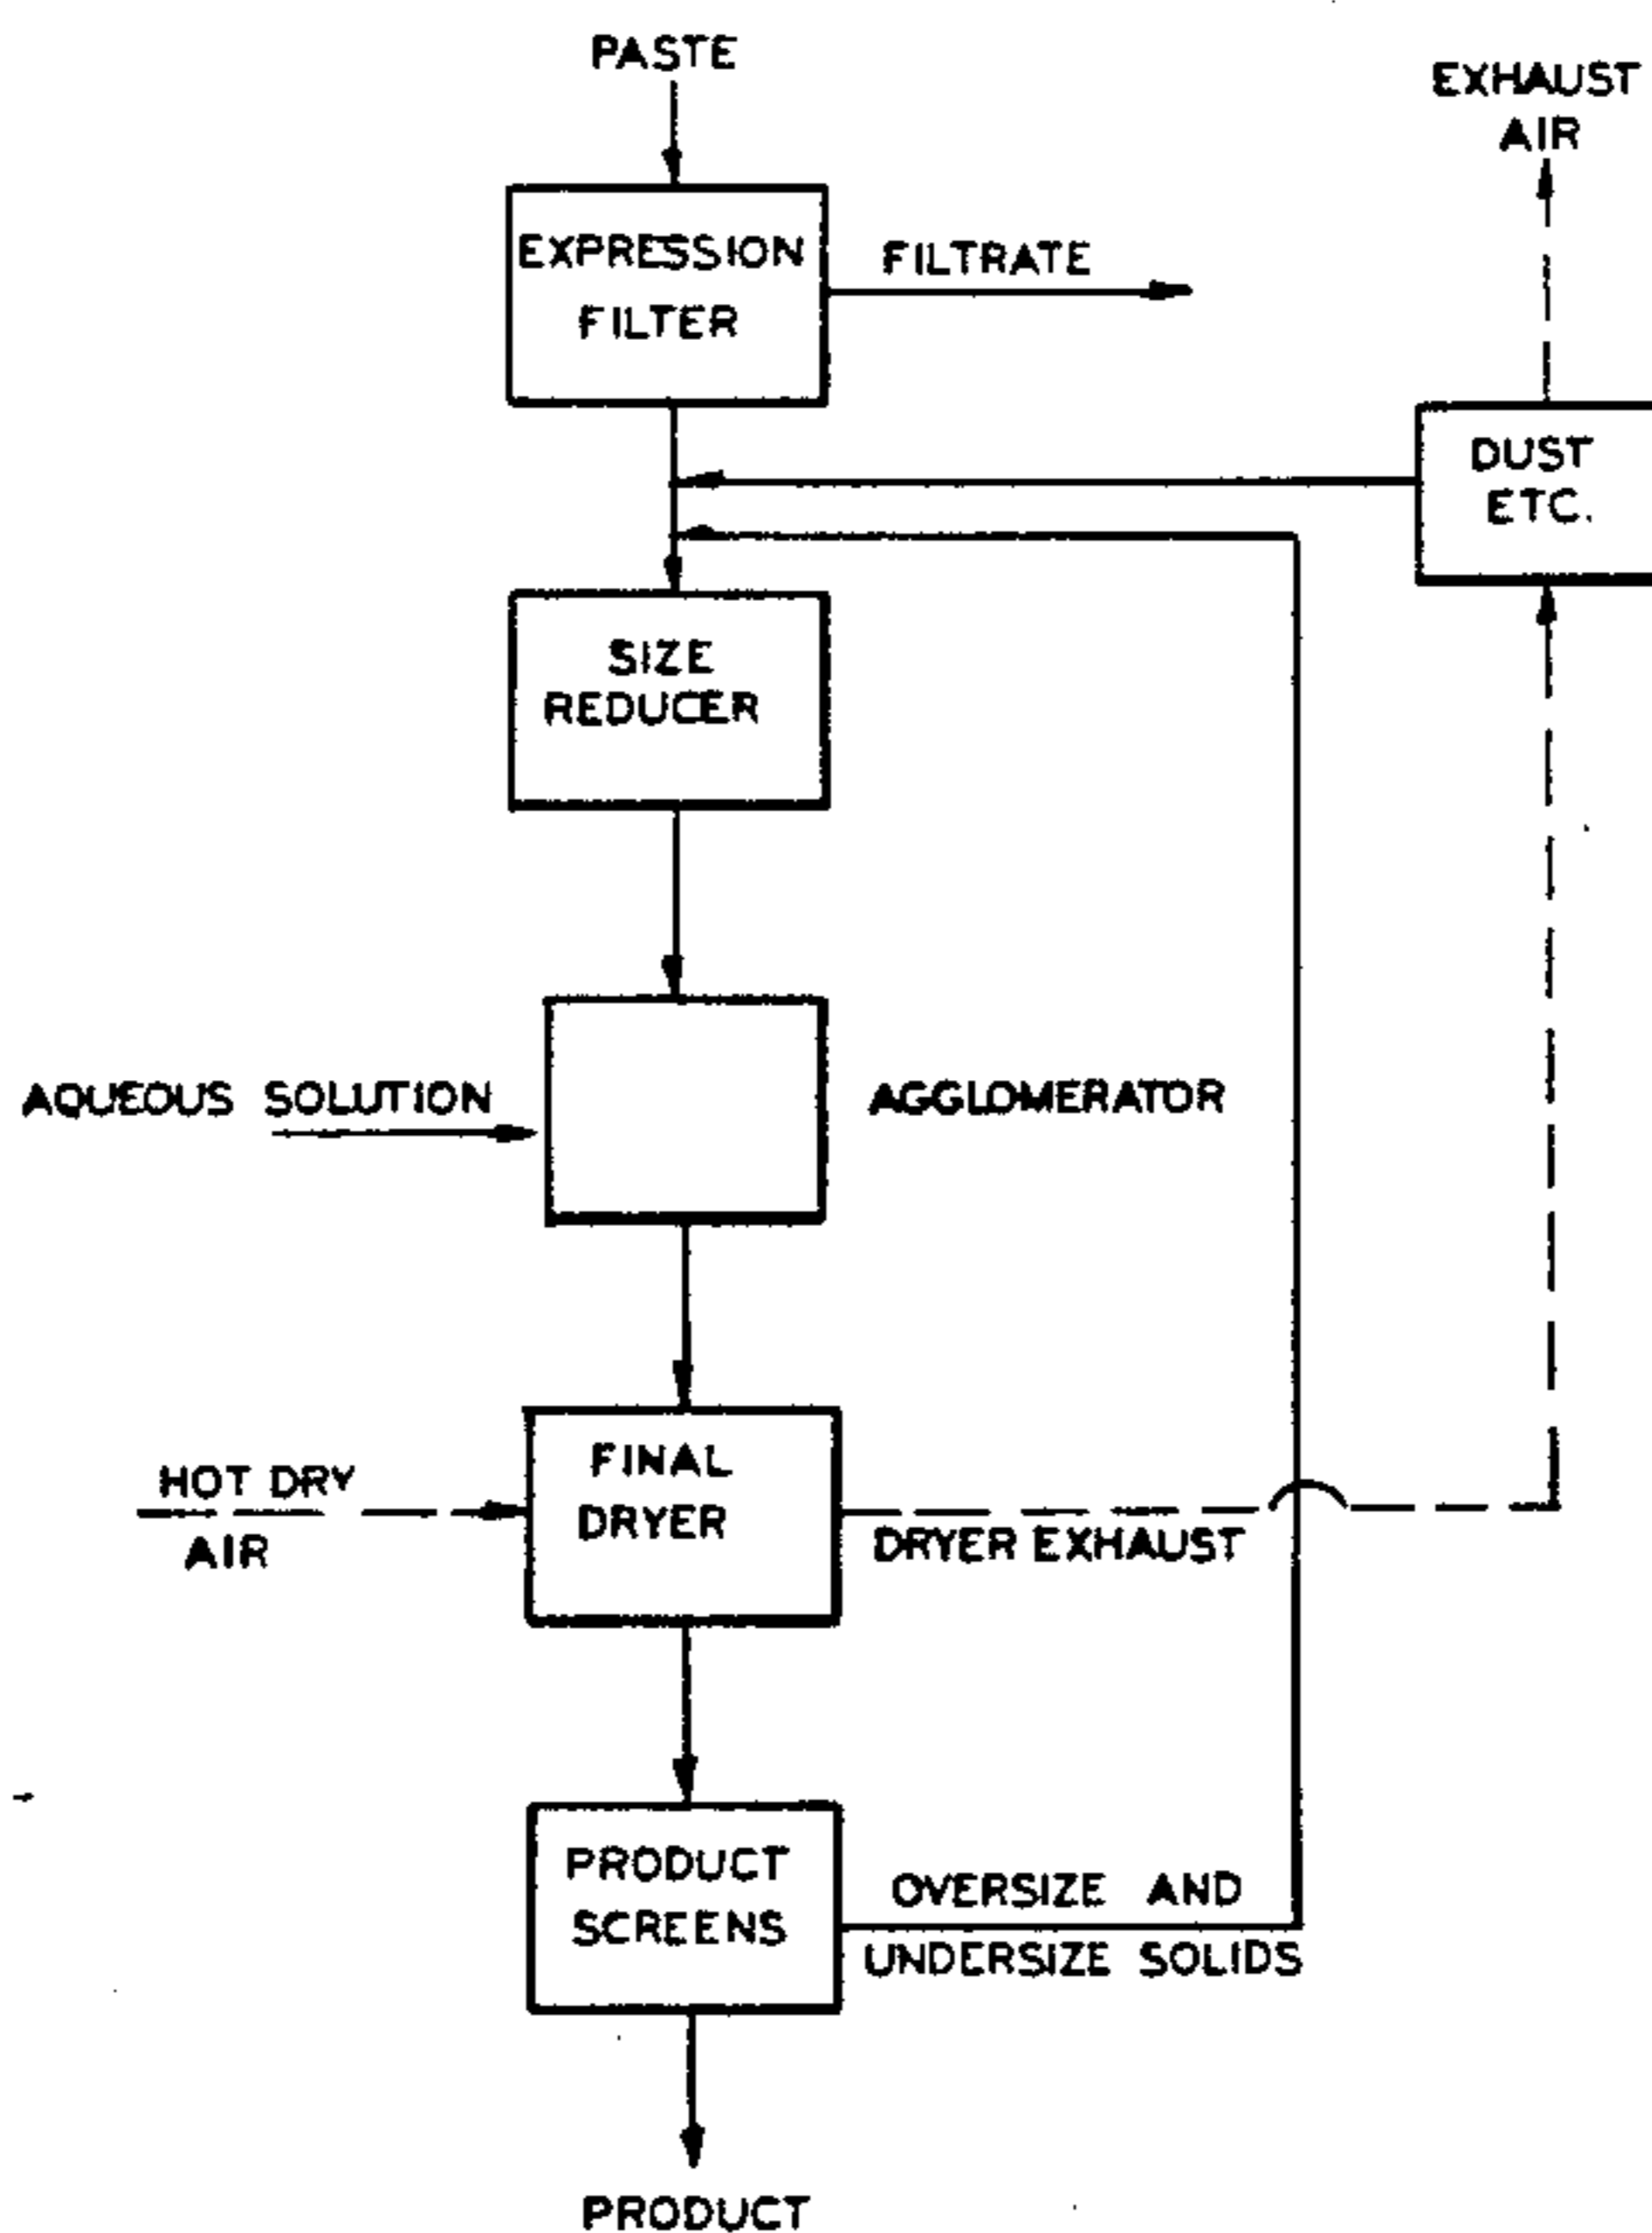 PASTE
EXHAUST
AIR
EXPRESSION
FILTER
FILTRATE
DUST
ETC.
SIZE
REDUCER
AQUEOUS SOLUTION
AGGLOMERATOR
FINAL
DRYER
HOT DRY
AIR
DRYER EXHAUST
PRODUCT
SCREENS
OVERSIZE AND
UNDERSIZE SOLIDS
PRODUCT